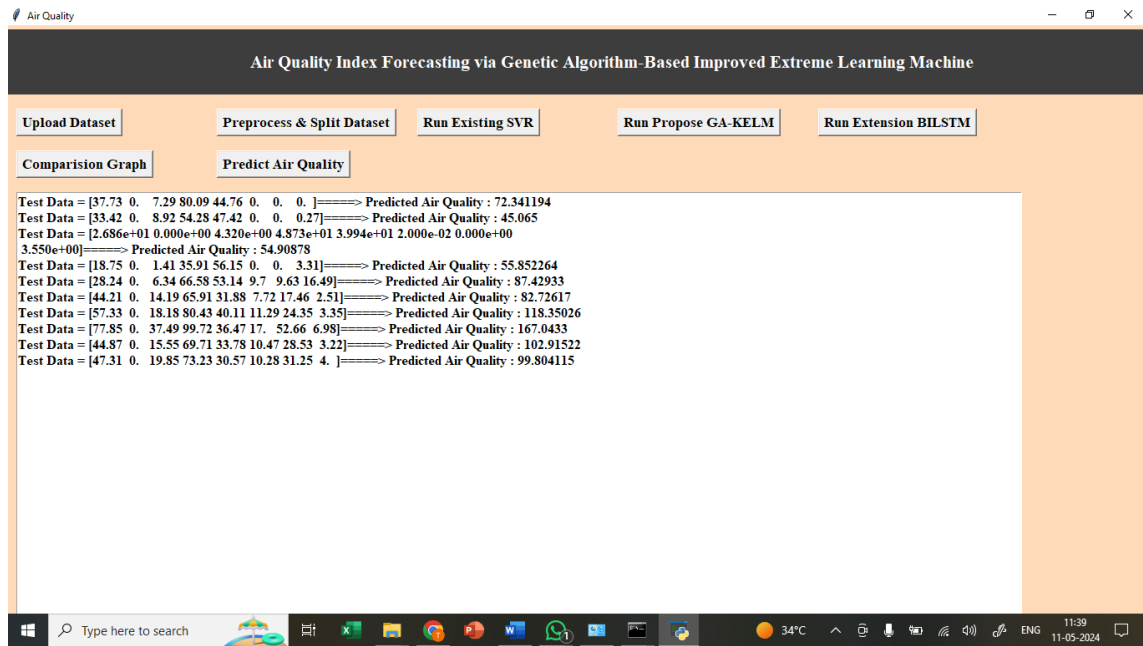 Air Quality
Air Quality Index Forecasting via Genetic Algorithm-Based Improved Extreme Learning Machine
Upload Dataset
Preprocess & Split Dataset
Run Existing SVR
Run Propose GA-KELM
Run Extension BILSTM
Comparision Graph
Predict Air Quality
Test Data = [37.73 0. 7.29 80.09 44.76 0. 0. 0. ]=====> Predicted Air Quality : 72.341194
Test Data = [33.42 0. 8.92 54.28 47.42 0. 0. 0.27]=====> Predicted Air Quality : 45.065
Test Data = [2.686e+01 0.000e+00 4.320e+00 4.873e+01 3.994e+01 2.000e-02 0.000e+00
3.550e+00]=====> Predicted Air Quality : 54.90878
Test Data = [18.75 0. 1.41 35.91 56.15 0. 0. 3.31]=====> Predicted Air Quality : 55.852264
Test Data = [28.24 0. 6.34 66.58 53.14 9.7 9.63 16.49]=====> Predicted Air Quality : 87.42933
Test Data = [44.21 0. 14.19 65.91 31.88 7.72 17.46 2.51]=====> Predicted Air Quality : 82.72617
Test Data = [57.33 0. 18.18 80.43 40.11 11.29 24.35 3.35]=====> Predicted Air Quality : 118.35026
Test Data = [77.85 0. 37.49 99.72 36.47 17. 52.66 6.98]=====> Predicted Air Quality : 167.0433
Test Data = [44.87 0. 15.55 69.71 33.78 10.47 28.53 3.22]=====> Predicted Air Quality : 102.91522
Test Data = [47.31 0. 19.85 73.23 30.57 10.28 31.25 4. ]=====> Predicted Air Quality : 99.804115
Type here to search
34°C
ENG
11:39
11-05-2024